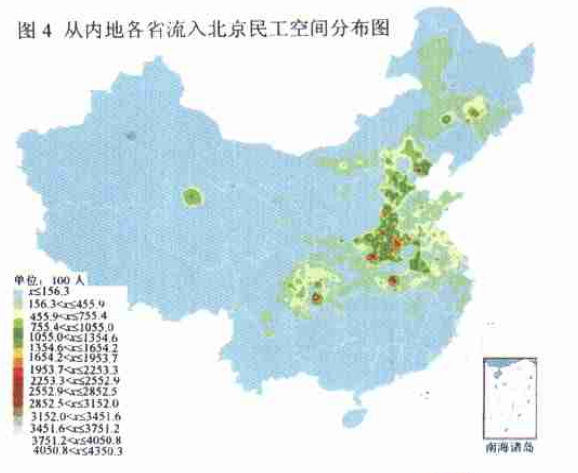 图 4 从内地各省流入北京民工空间分布图
单位: 100 人
x≤156.3
156.3<x≤455.9
455.9<x≤755.4
755.4<x≤1055.0
1055.0<x≤1354.6
1354.6<x≤1654.2
1654.2<x≤1953.7
1953.7<x≤2253.3
2253.3<x≤2552.9
2552.9<x≤2852.5
2852.5<x≤3152.0
3152.0<x≤3451.6
3451.6<x≤3751.2
3751.2<x≤4050.8
4050.8<x≤4350.3
南海诸岛